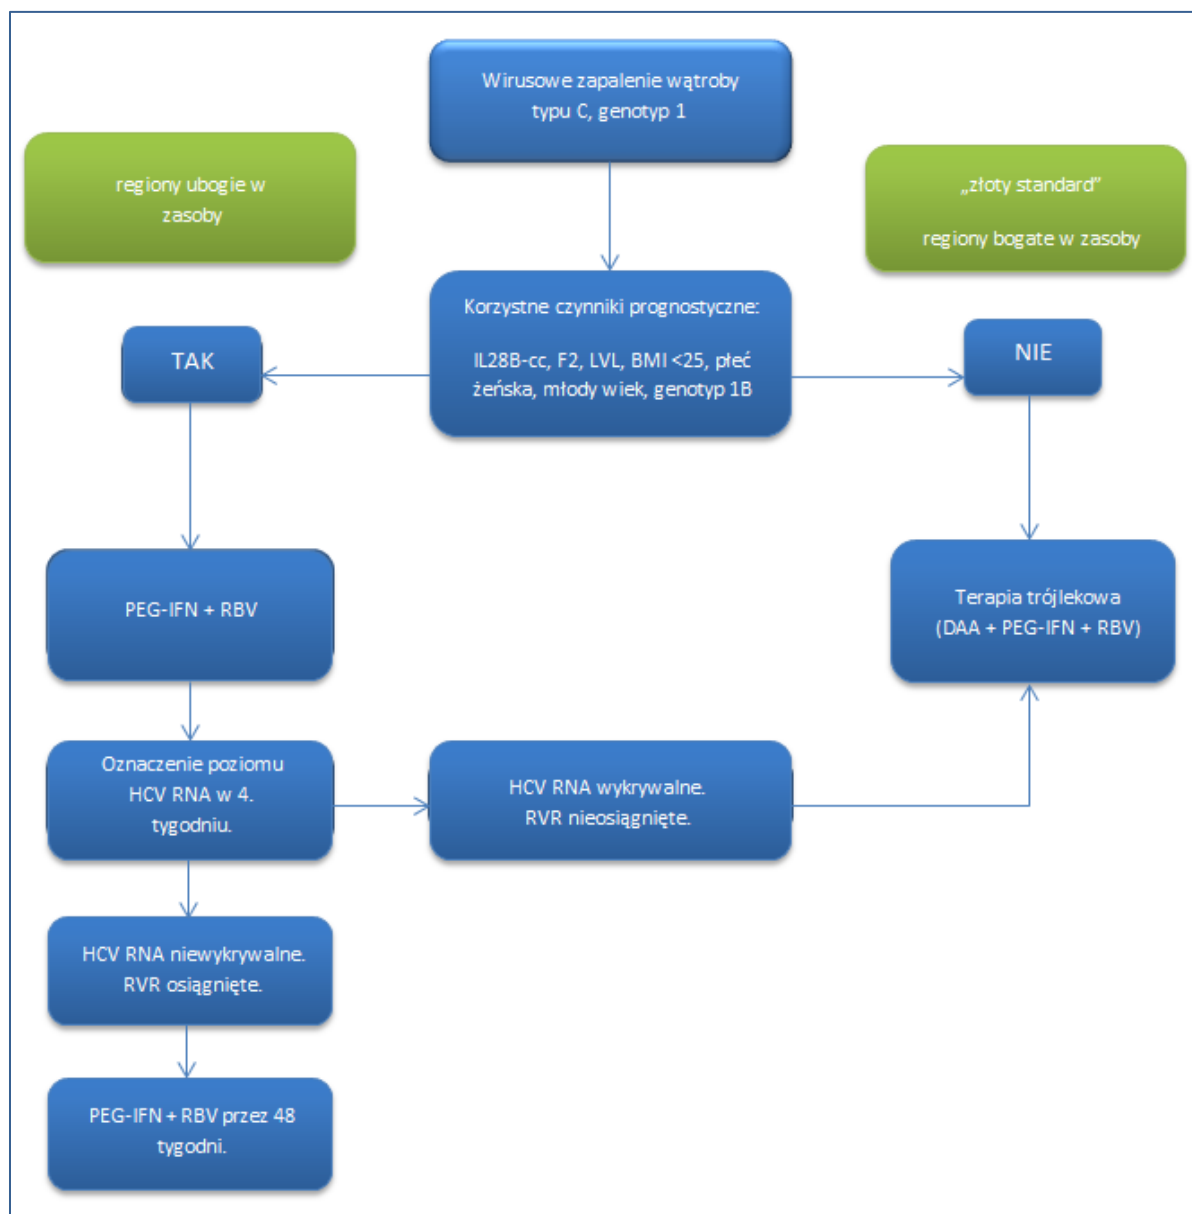 Wirusowe zapalenie wątroby
typu C, genotyp 1
regiony ubogie w
zasoby
„złoty standard”
regiony bogate w zasoby
Korzystne czynniki prognostyczne:
IL28B-cc, F2, LVL, BMI <25, płeć
żeńska, młody wiek, genotyp 1B
TAK
NIE
PEG-IFN + RBV
Terapia trójlekowa
(DAA + PEG-IFN + RBV)
Oznaczenie poziomu
HCV RNA w 4.
tygodniu.
HCV RNA wykrywalne.
RVR nieosiągnięte.
HCV RNA niewykrywalne.
RVR osiągnięte.
PEG-IFN + RBV przez 48
tygodni.